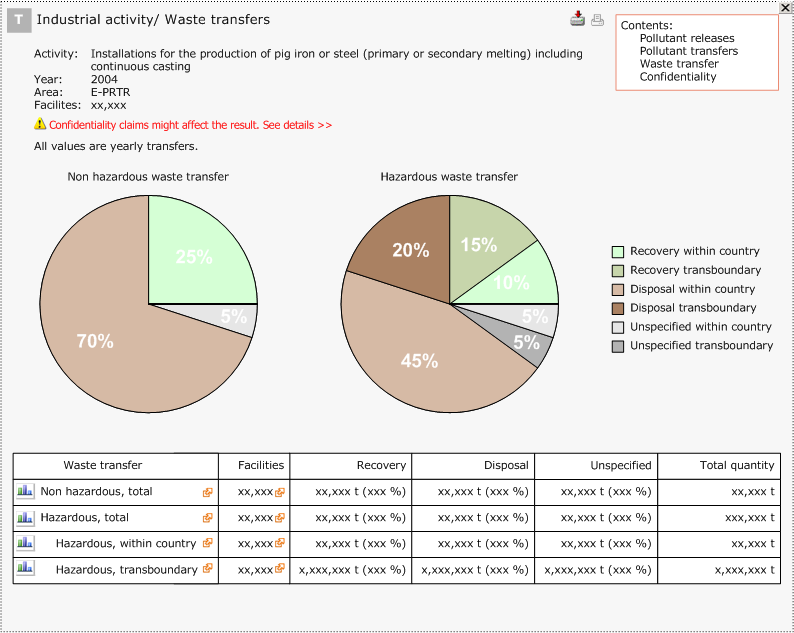 T Industrial activity/ Waste transfers
Contents:
Pollutant releases
Pollutant transfers
Waste transfer
Confidentiality
Activity: Installations for the production of pig iron or steel (primary or secondary melting) including
continuous casting
Year: 2004
Area: E-PRTR
Facilites: xx,xxx
Confidentiality claims might affect the result. See details >>
All values are yearly transfers.
Non hazardous waste transfer
25%
5%
70%
Hazardous waste transfer
20%
15%
10%
5%
5%
45%
Recovery within country
Recovery transboundary
Disposal within country
Disposal transboundary
Unspecified within country
Unspecified transboundary
Waste transfer Facilities Recovery Disposal Unspecified Total quantity
Non hazardous, total xx,xxx xx,xxx t (xxx %) xx,xxx t (xxx %) xx,xxx t (xxx %) xx,xxx t
Hazardous, total xx,xxx xx,xxx t (xxx %) xx,xxx t (xxx %) xx,xxx t (xxx %) xxx,xxx t
Hazardous, within country xx,xxx xx,xxx t (xxx %) xx,xxx t (xxx %) xx,xxx t (xxx %) xx,xxx t
Hazardous, transboundary xx,xxx x,xxx,xxx t (xxx %) x,xxx,xxx t (xxx %) x,xxx,xxx t (xxx %) x,xxx,xxx t